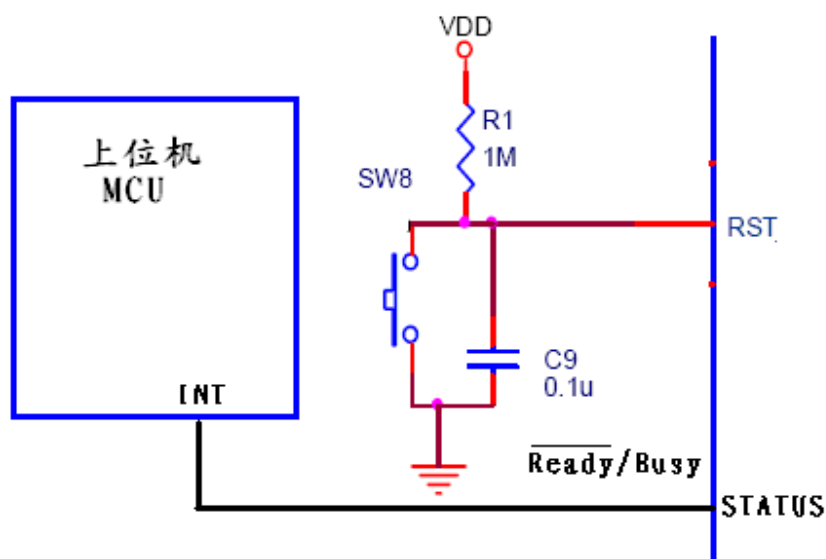 VDD
R1
1M
上位机
MCU
SW8
RST
C9
0.1u
INT
Ready/Busy
STATUS